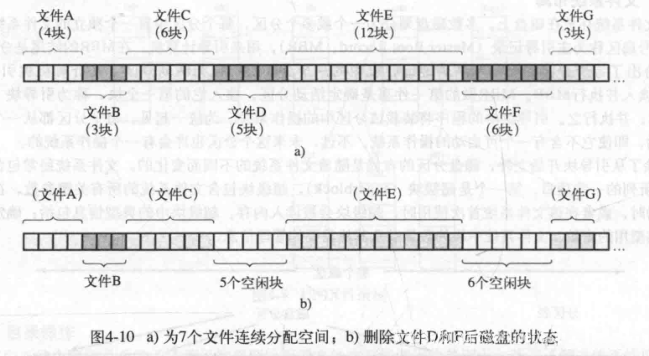 文件A 文件C 文件E 文件G
(4块) (6块) (12块) (3块)
...
文件B 文件D 文件F
(3块) (5块) (6块)
a)
(文件A) (文件C) (文件E) (文件G)
...
文件B 5个空闲块 6个空闲块
b)
图4-10 a) 为7个文件连续分配空间；b) 删除文件D和F后磁盘的状态